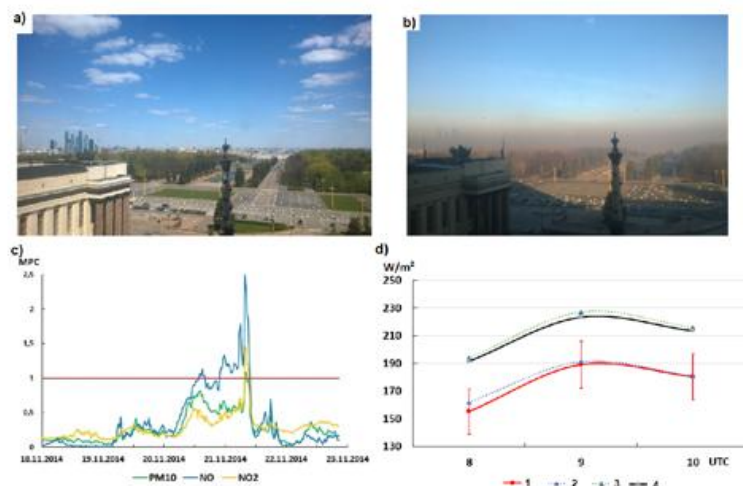 a)
b)
c)
MPC
2,5
2
1,5
1
0,5
0
18.11.2014 19.11.2014 20.11.2014 21.11.2014 22.11.2014 23.11.2014
PM10 NO NO2
d)
W/m²
250
230
210
190
170
150
130
8 9 10 UTC
1 2 3 4